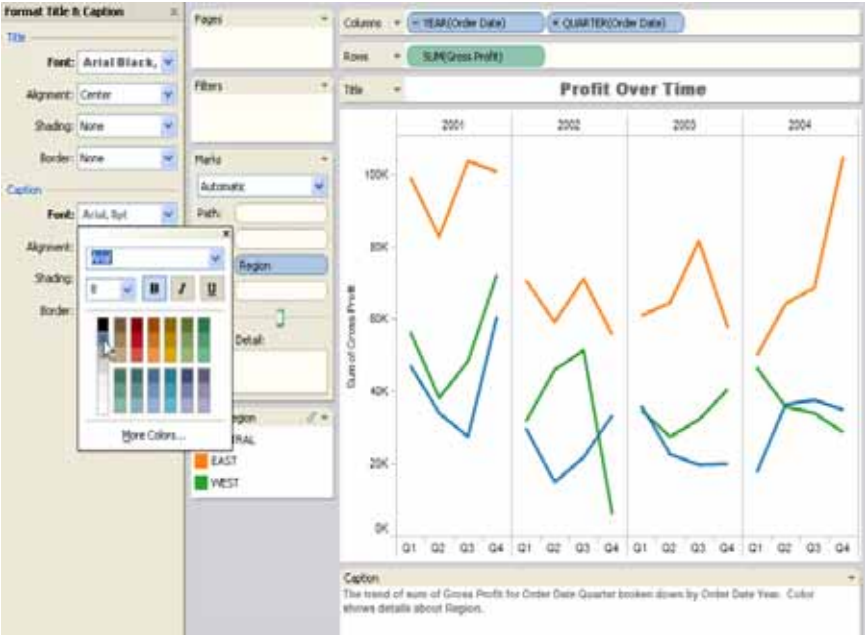 Format Title & Caption
Title
Font: Arial Black,
Alignment: Center
Shading: None
Border: None
Caption
Font: Arial, 8pt
Alignment:
Shading:
Border:
Arial
8 B I U
More Colors...
Pages
Filters
Marks
Automatic
Path:
Region
Detail:
EAST
WEST
Columns YEAR(Order Date) QUARTER(Order Date)
Rows SUM(Gross Profit)
Title Profit Over Time
2001 2002 2003 2004
Sum of Gross Profit
100K
80K
60K
40K
20K
0K
Q1 Q2 Q3 Q4 Q1 Q2 Q3 Q4 Q1 Q2 Q3 Q4 Q1 Q2 Q3 Q4
Caption
The trend of sum of Gross Profit for Order Date Quarter broken down by Order Date Year. Color
shows details about Region.